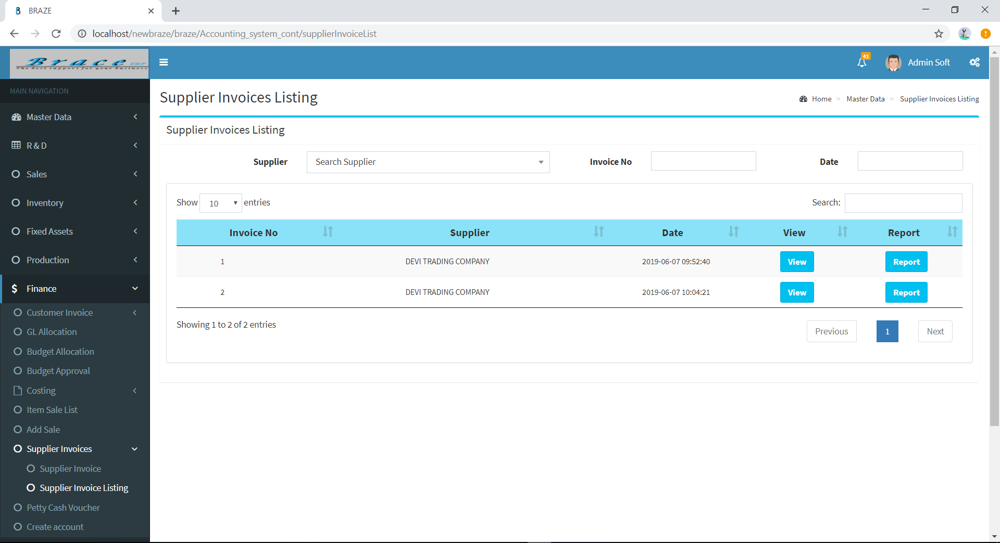 BRAZE
localhost/newbraze/braze/Accounting_system_cont/supplierInvoiceList
Brace ERP
The best support for your business
41
Admin Soft
MAIN NAVIGATION
Master Data
R & D
Sales
Inventory
Fixed Assets
Production
Finance
Customer Invoice
GL Allocation
Budget Allocation
Budget Approval
Costing
Item Sale List
Add Sale
Supplier Invoices
Supplier Invoice
Supplier Invoice Listing
Petty Cash Voucher
Create account
Supplier Invoices Listing
Home > Master Data > Supplier Invoices Listing
Supplier Invoices Listing
Supplier Search Supplier Invoice No Date
Show 10 entries Search:
Invoice No Supplier Date View Report
1 DEVI TRADING COMPANY 2019-06-07 09:52:40 View Report
2 DEVI TRADING COMPANY 2019-06-07 10:04:21 View Report
Showing 1 to 2 of 2 entries
Previous 1 Next